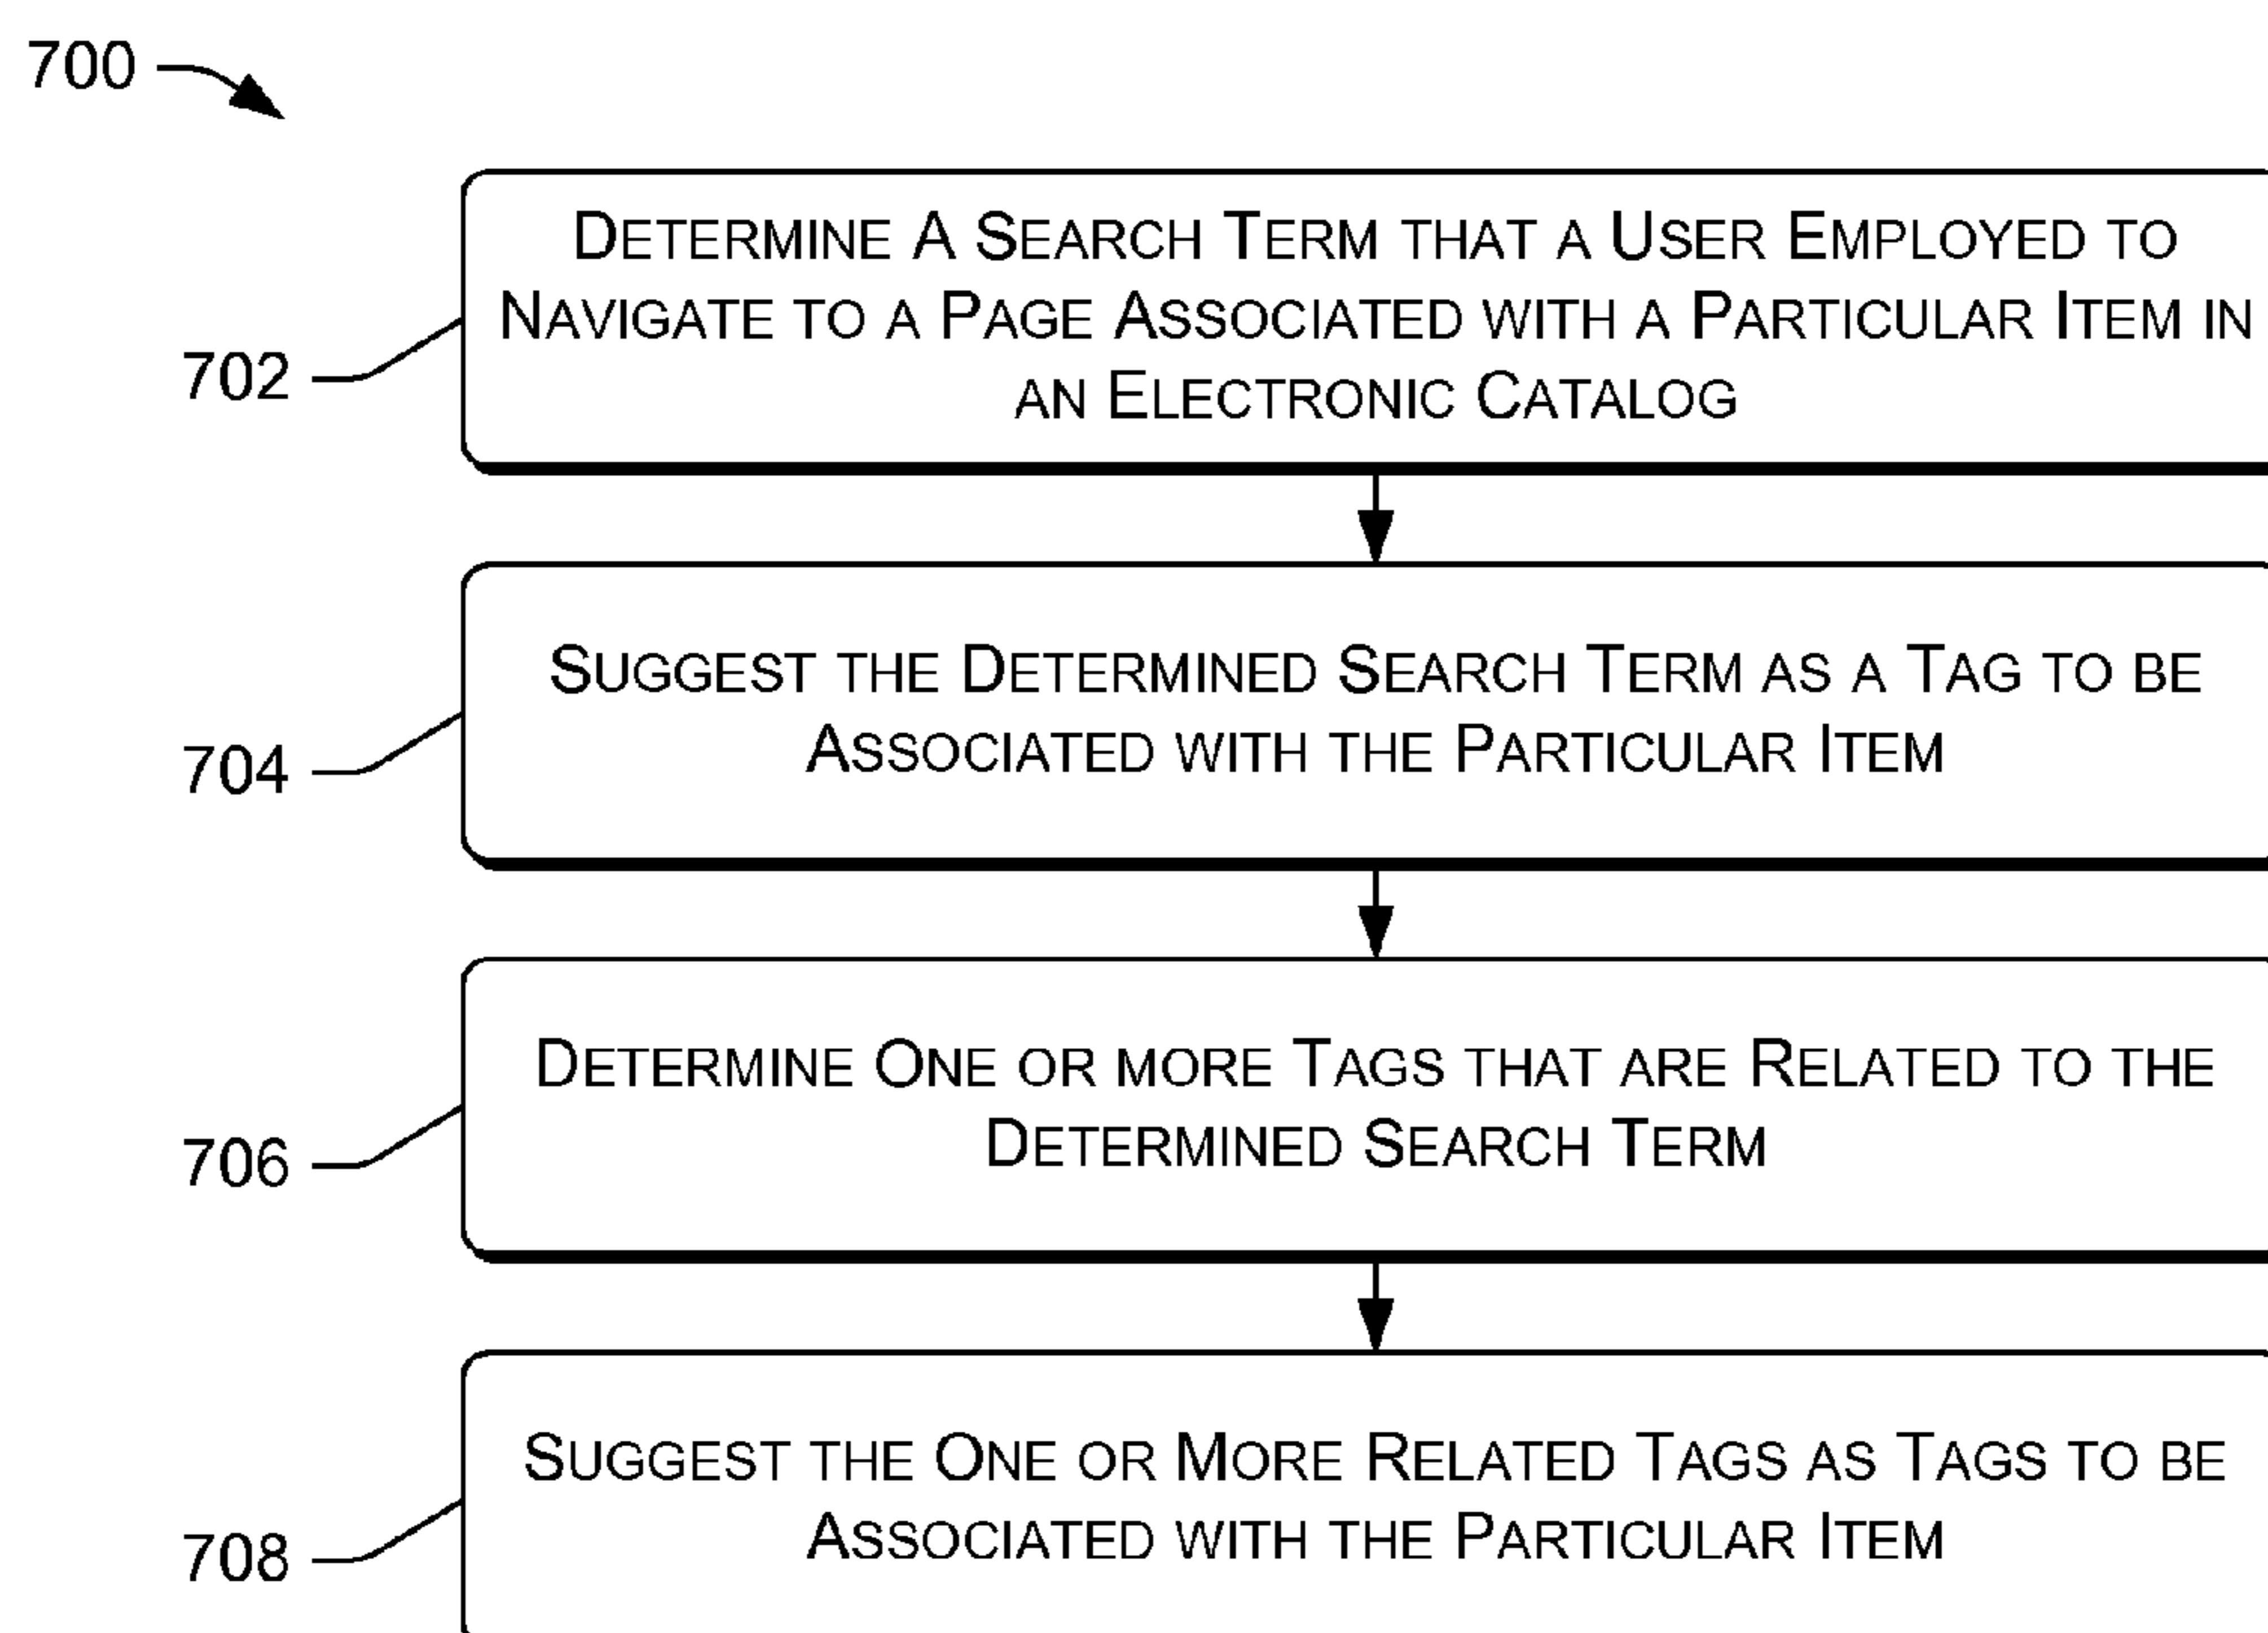 700
DETERMINE A SEARCH TERM THAT A USER EMPLOYED TO
NAVIGATE TO A PAGE ASSOCIATED WITH A PARTICULAR ITEM IN
702
AN ELECTRONIC CATALOG
SUGGEST THE DETERMINED SEARCH TERM AS A TAG TO BE
ASSOCIATED WITH THE PARTICULAR ITEM
704
DETERMINE ONE OR MORE TAGS THAT ARE RELATED TO THE
DETERMINED SEARCH TERM
706
SUGGEST THE ONE OR MORE RELATED TAGS AS TAGS TO BE
ASSOCIATED WITH THE PARTICULAR ITEM
708